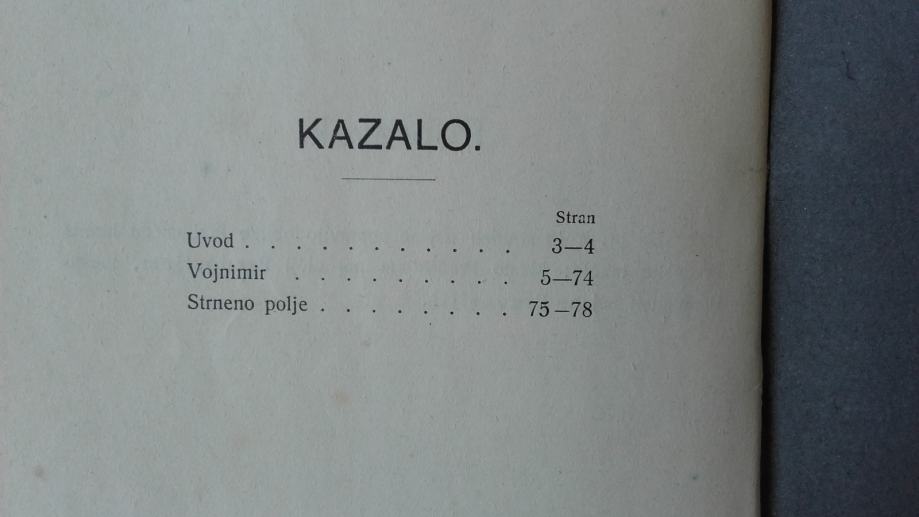 KAZALO.
Stran
Uvod . . . . . . . . . . . 3—4
Vojnimir . . . . . . . . . 5—74
Strneno polje . . . . . . . . 75—78